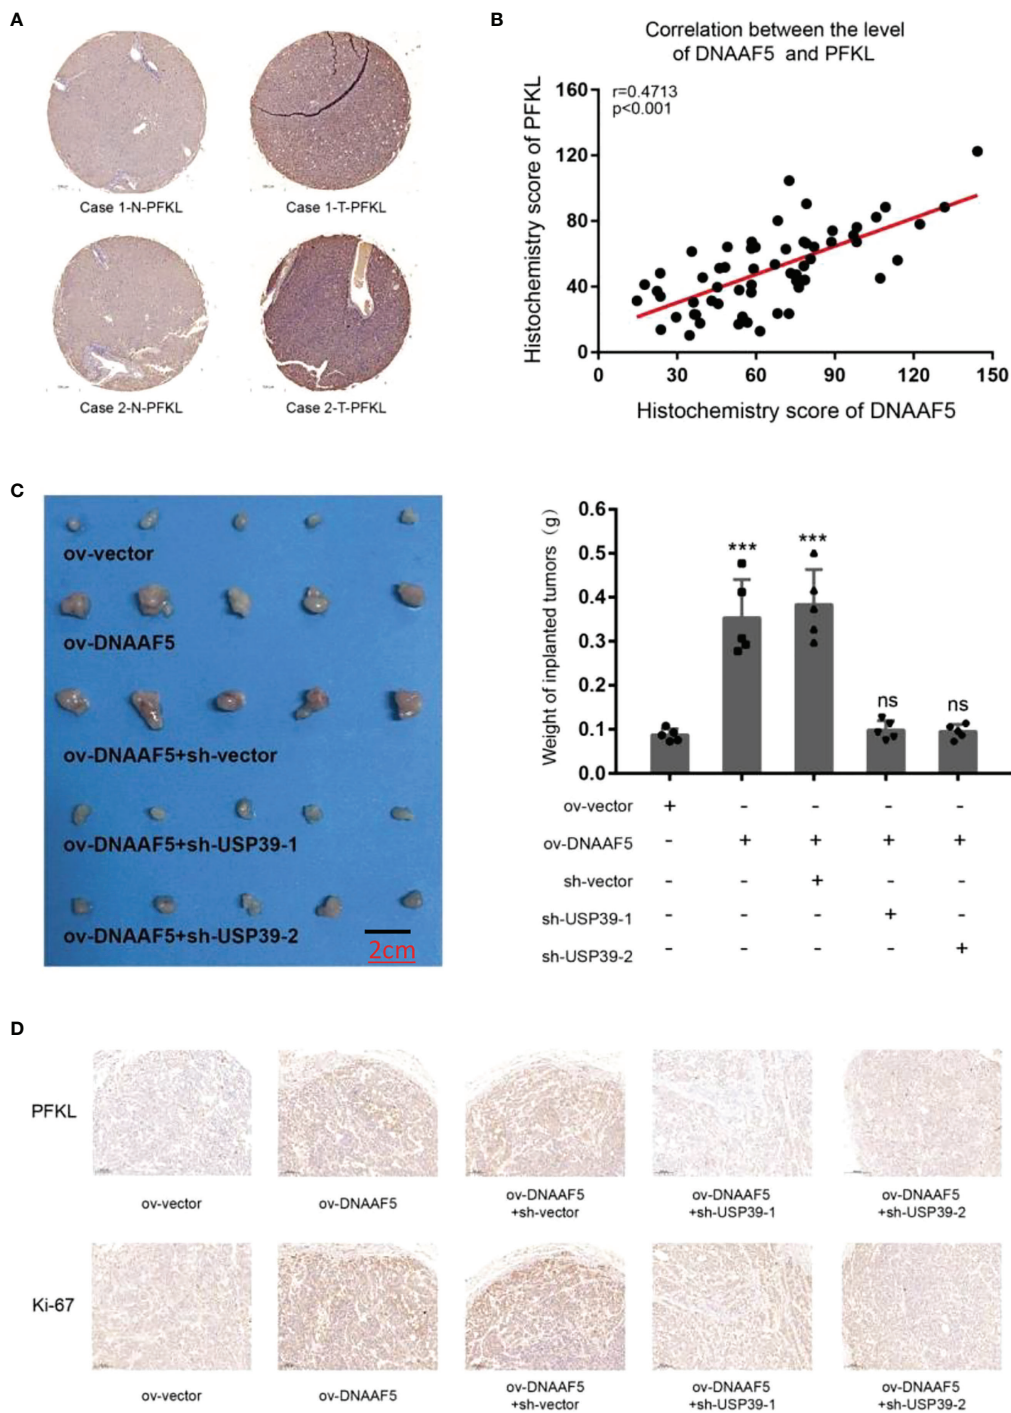 A
Case 1-N-PFKL
Case 1-T-PFKL
Case 2-N-PFKL
Case 2-T-PFKL
B
Correlation between the level
of DNAAF5 and PFKL
r=0.4713
p<0.001
Histochemistry score of PFKL
160
120
80
40
0
0 30 60 90 120 150
Histochemistry score of DNAAF5
C
ov-vector
ov-DNAAF5
ov-DNAAF5+sh-vector
ov-DNAAF5+sh-USP39-1
ov-DNAAF5+sh-USP39-2
2cm
Weight of inplanted tumors (g)
0.6
0.5
0.4
0.3
0.2
0.1
0.0
*** *** ns ns
ov-vector + - - - -
ov-DNAAF5 - + + + +
sh-vector - - + - -
sh-USP39-1 - - - + -
sh-USP39-2 - - - - +
D
PFKL
ov-vector
ov-DNAAF5
ov-DNAAF5
+sh-vector
ov-DNAAF5
+sh-USP39-1
ov-DNAAF5
+sh-USP39-2
Ki-67
ov-vector
ov-DNAAF5
ov-DNAAF5
+sh-vector
ov-DNAAF5
+sh-USP39-1
ov-DNAAF5
+sh-USP39-2